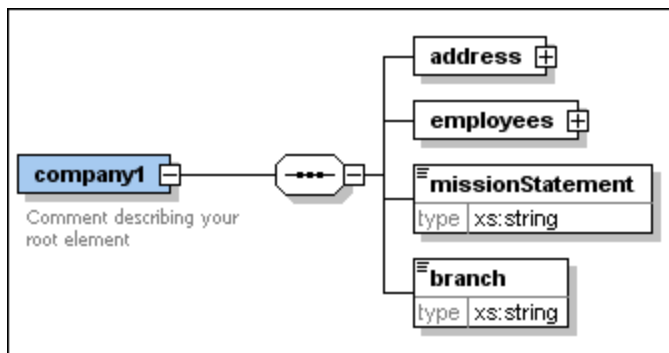 address
employees
company1
Comment describing your
root element
missionStatement
type xs:string
branch
type xs:string